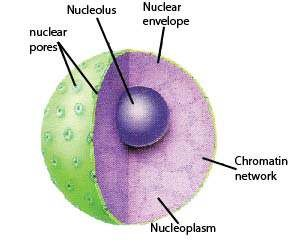 Nucleolus
Nuclear
envelope
nuclear
pores
Chromatin
network
Nucleoplasm